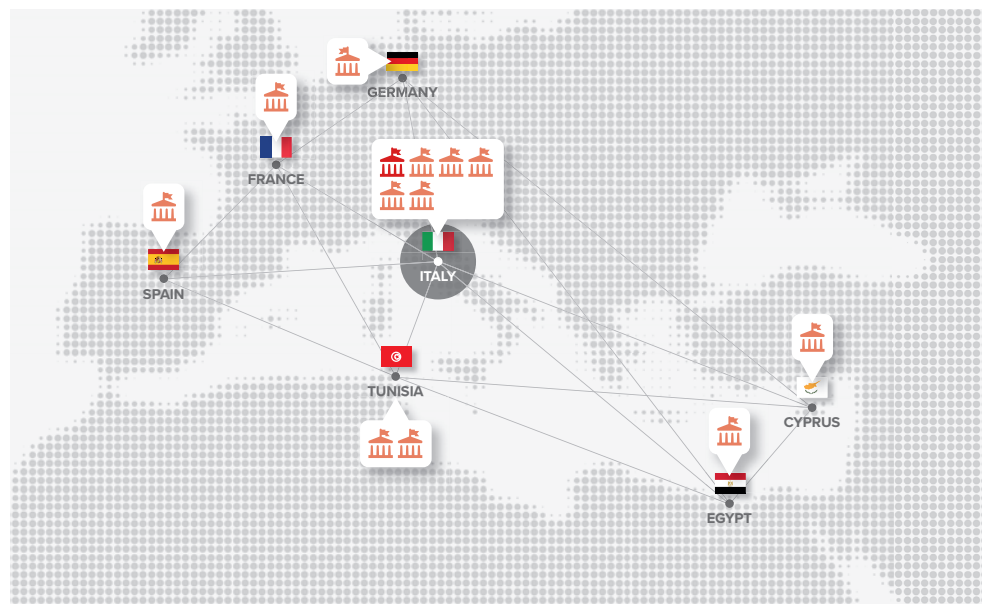 GERMANY
FRANCE
ITALY
SPAIN
TUNISIA
CYPRUS
EGYPT